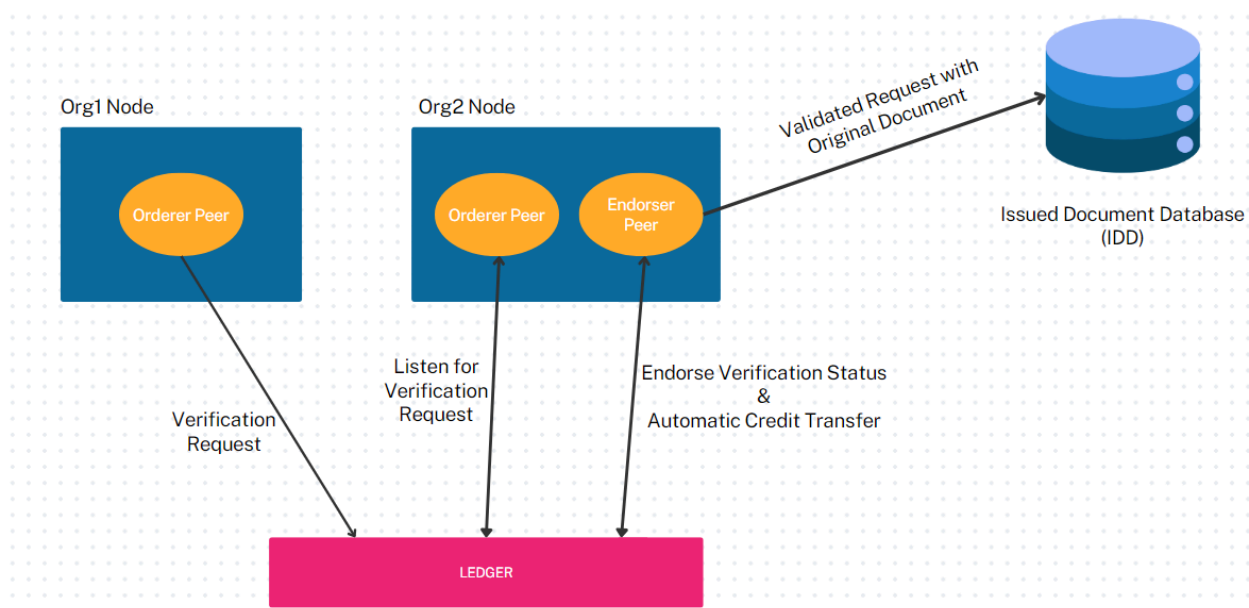 Org1 Node
Org2 Node
Validated Request with
Original Document
Orderer Peer
Orderer Peer
Endorser
Peer
Issued Document Database
(IDD)
Verification
Request
Listen for
Verification
Request
Endorse Verification Status
&
Automatic Credit Transfer
LEDGER